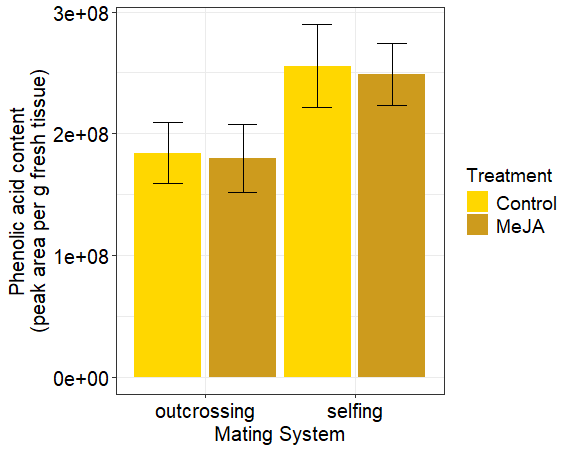 Phenolic acid content
(peak area per g fresh tissue)
3e+08
2e+08
1e+08
0e+00
outcrossing selfing
Mating System
Treatment
Control
MeJA